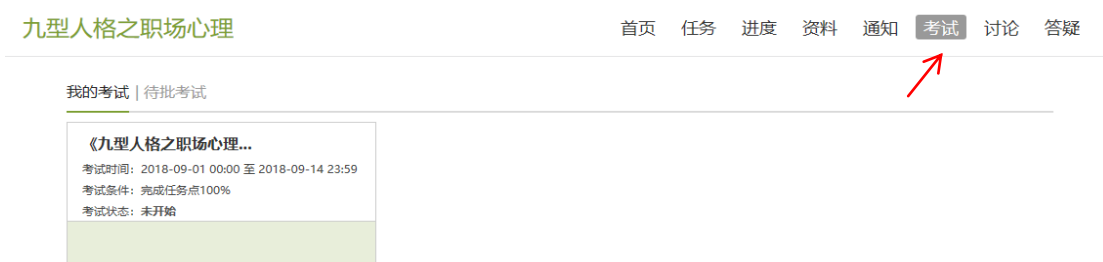 九型人格之职场心理
首页 任务 进度 资料 通知 考试 讨论 答疑
我的考试 | 待批考试
《九型人格之职场心理...
考试时间：2018-09-01 00:00 至 2018-09-14 23:59
考试条件：完成任务点100%
考试状态：未开始